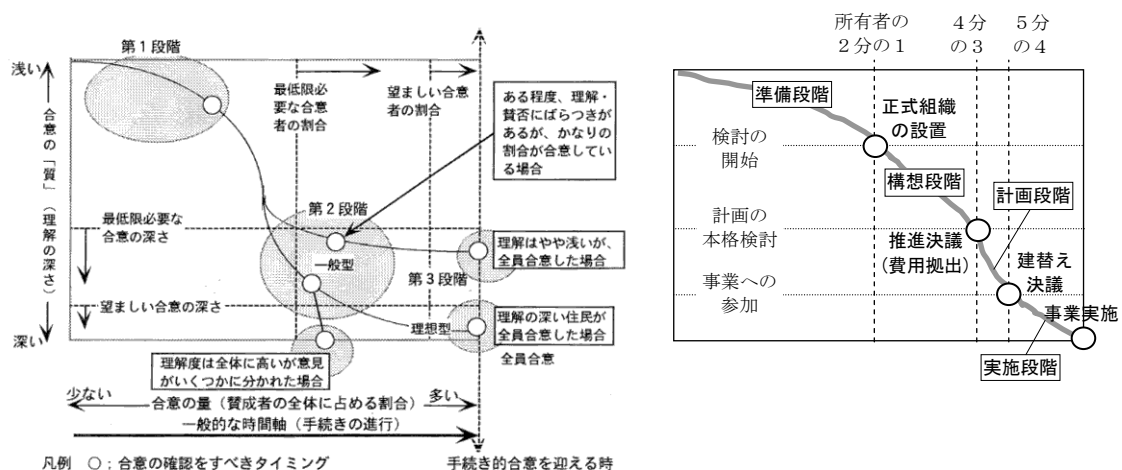 第1段階
浅い
合意の「質」(理解の深さ)
深い
最低限必
要な合意
者の割合
望ましい合意
者の割合
ある程度、理解・
賛否にばらつきが
あるが、かなりの
割合が合意してい
る場合
最低限必要な
合意の深さ
第2段階
一般型
第3段階
理解はやや浅いが、
全員合意した場合
望ましい合意の深さ
理想型
理解の深い住民が
全員合意した場合
全員合意
理解度は全体に高いが意見
がいくつかに分かれた場合
少ない
合意の量(賛成者の全体に占める割合)
多い
一般的な時間軸(手続きの進行)
凡例 ○;合意の確認をすべきタイミング
手続き的合意を迎える時
所有者の
2分の1
4分
の3
5分
の4
準備段階
正式組織
の設置
検討の
開始
構想段階
計画段階
計画の
本格検討
推進決議
(費用拠出)
建替え
決議
事業への
参加
事業実施
実施段階